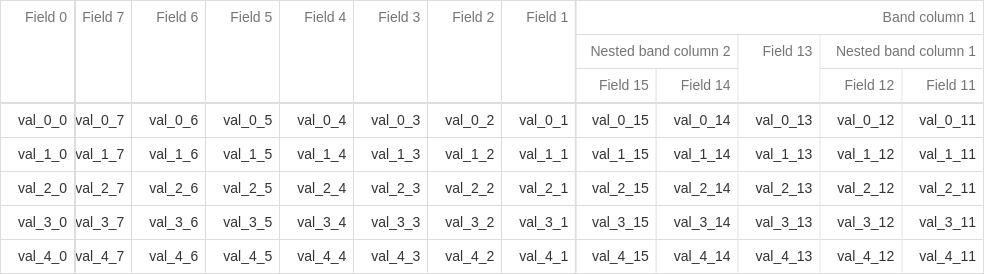 Field 0 Field 7 Field 6 Field 5 Field 4 Field 3 Field 2 Field 1 Band column 1
Nested band column 2 Field 13 Nested band column 1
Field 15 Field 14 Field 12 Field 11
val_0_0 val_0_7 val_0_6 val_0_5 val_0_4 val_0_3 val_0_2 val_0_1 val_0_15 val_0_14 val_0_13 val_0_12 val_0_11
val_1_0 val_1_7 val_1_6 val_1_5 val_1_4 val_1_3 val_1_2 val_1_1 val_1_15 val_1_14 val_1_13 val_1_12 val_1_11
val_2_0 val_2_7 val_2_6 val_2_5 val_2_4 val_2_3 val_2_2 val_2_1 val_2_15 val_2_14 val_2_13 val_2_12 val_2_11
val_3_0 val_3_7 val_3_6 val_3_5 val_3_4 val_3_3 val_3_2 val_3_1 val_3_15 val_3_14 val_3_13 val_3_12 val_3_11
val_4_0 val_4_7 val_4_6 val_4_5 val_4_4 val_4_3 val_4_2 val_4_1 val_4_15 val_4_14 val_4_13 val_4_12 val_4_11